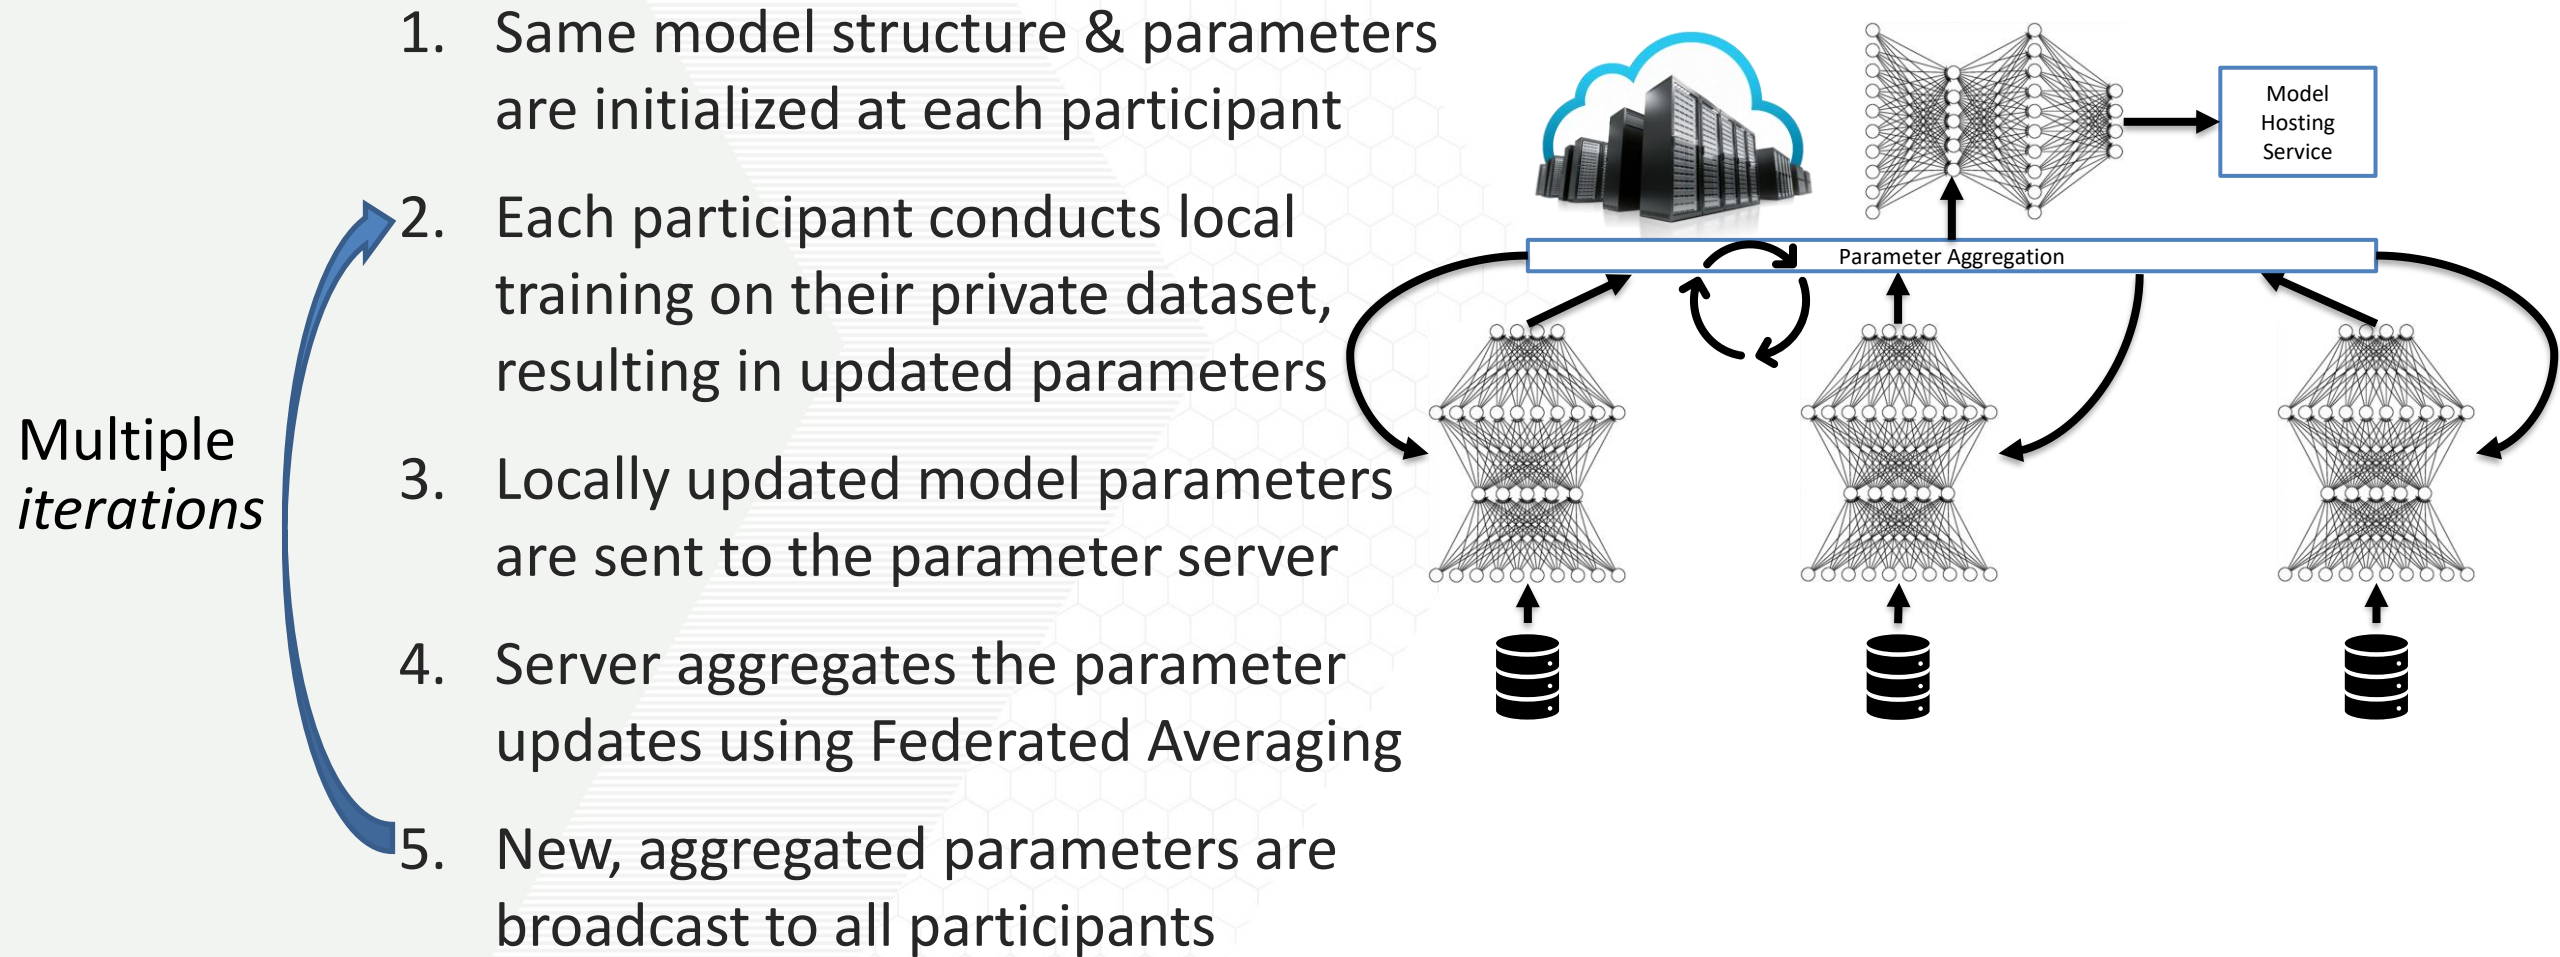 1. Same model structure & parameters
are initialized at each participant
2. Each participant conducts local
training on their private dataset,
resulting in updated parameters
3. Locally updated model parameters
are sent to the parameter server
4. Server aggregates the parameter
updates using Federated Averaging
5. New, aggregated parameters are
broadcast to all participants
Multiple
iterations
Model
Hosting
Service
Parameter Aggregation